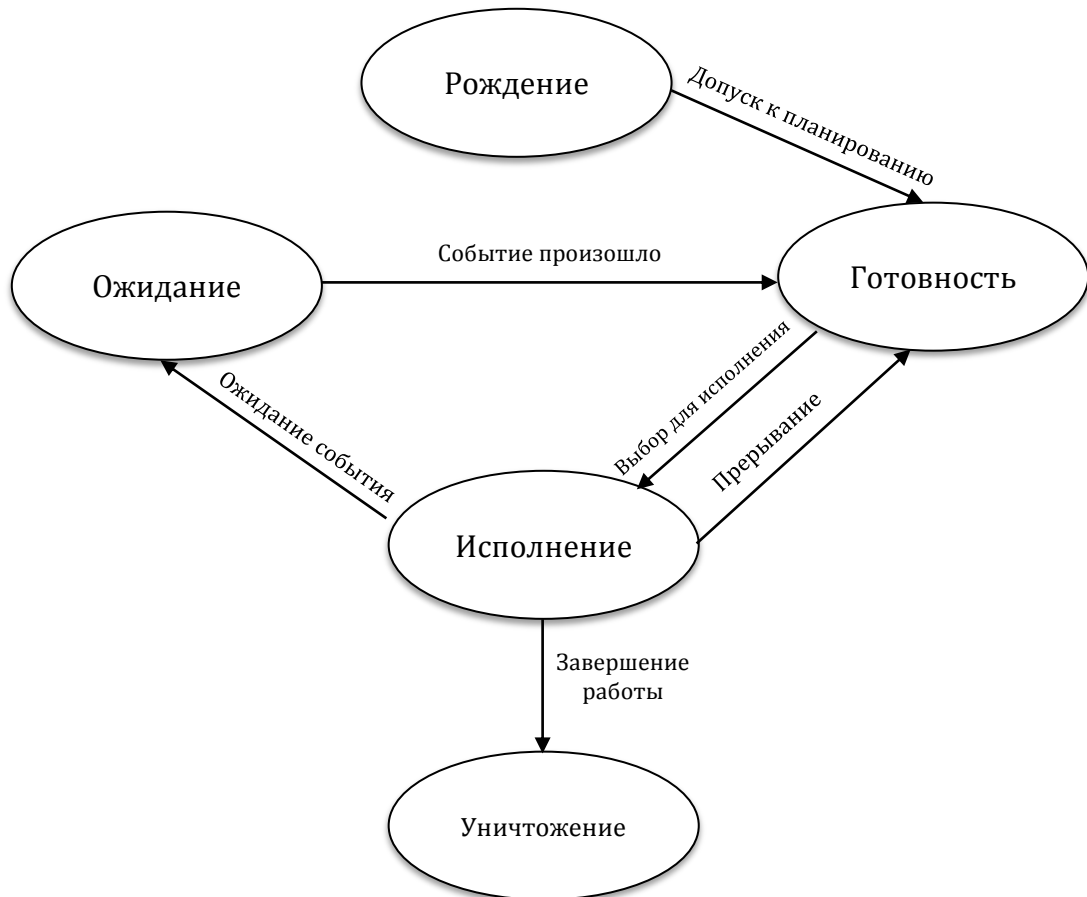 Рождение
Допуск к планированию
Ожидание
Событие произошло
Готовность
Ожидание события
Выбор для исполнения
Прерывание
Исполнение
Завершение
работы
Уничтожение